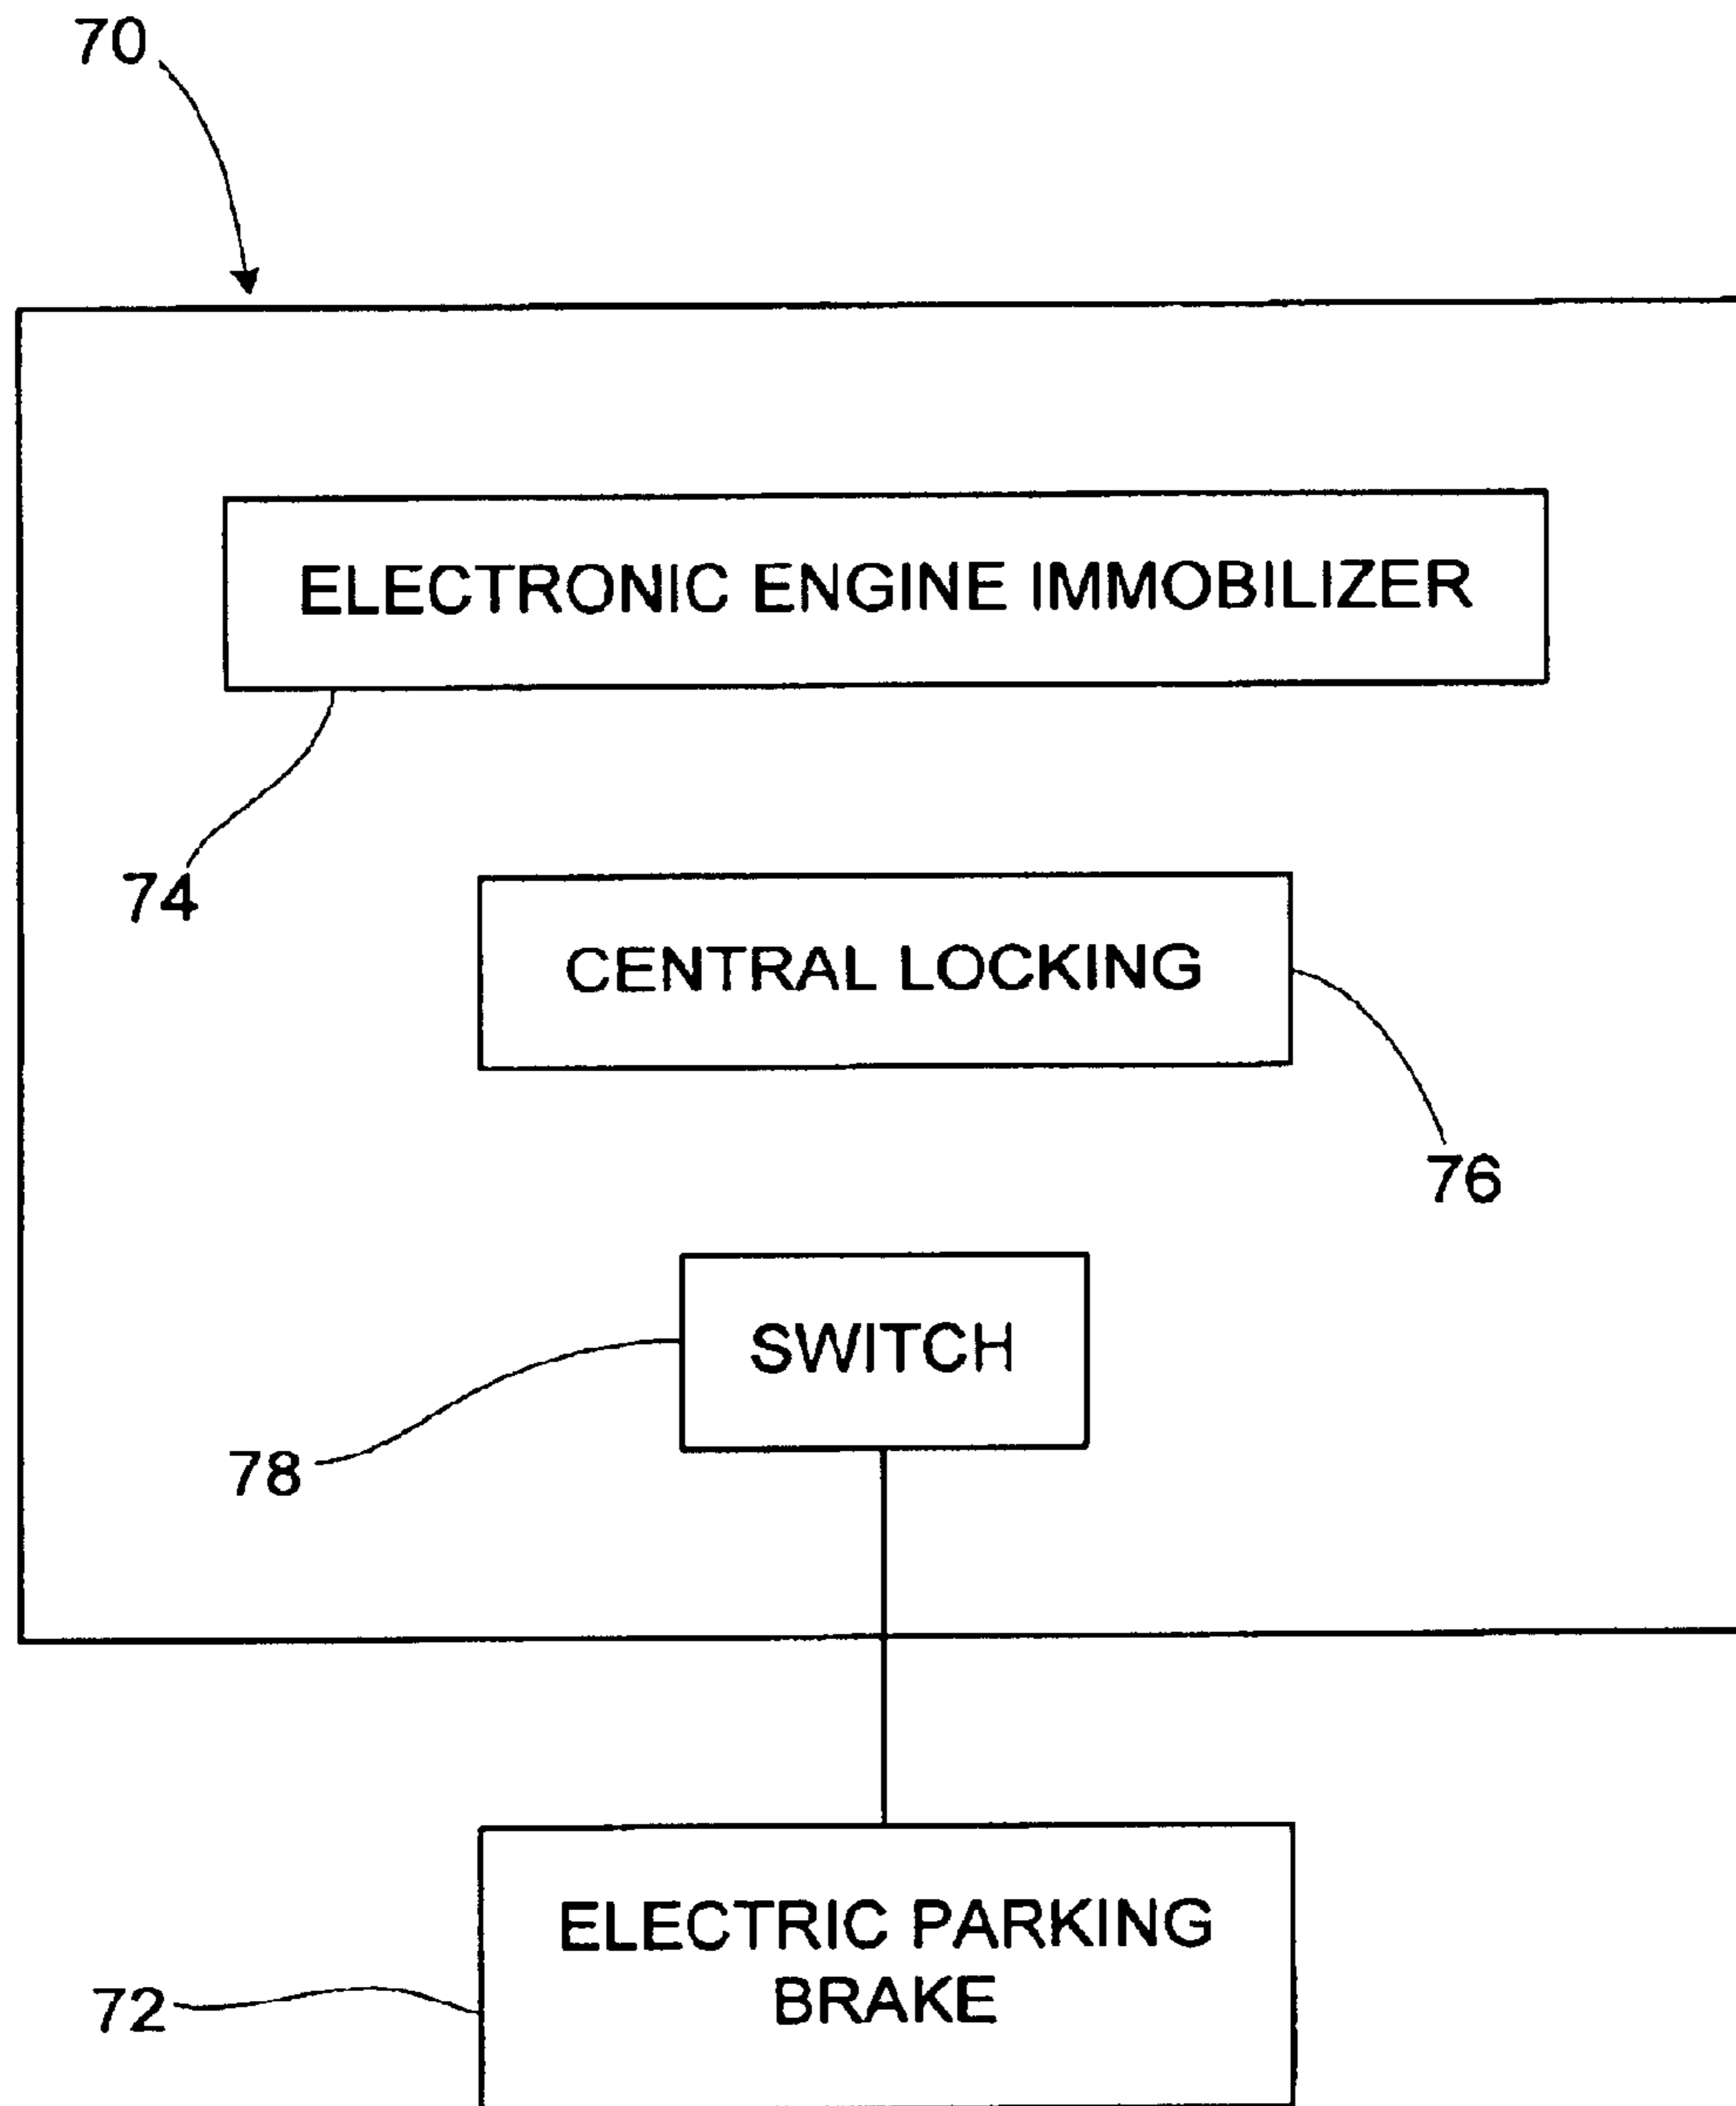 70
ELECTRONIC ENGINE IMMOBILIZER
74
CENTRAL LOCKING
76
SWITCH
78
ELECTRIC PARKING
BRAKE
72